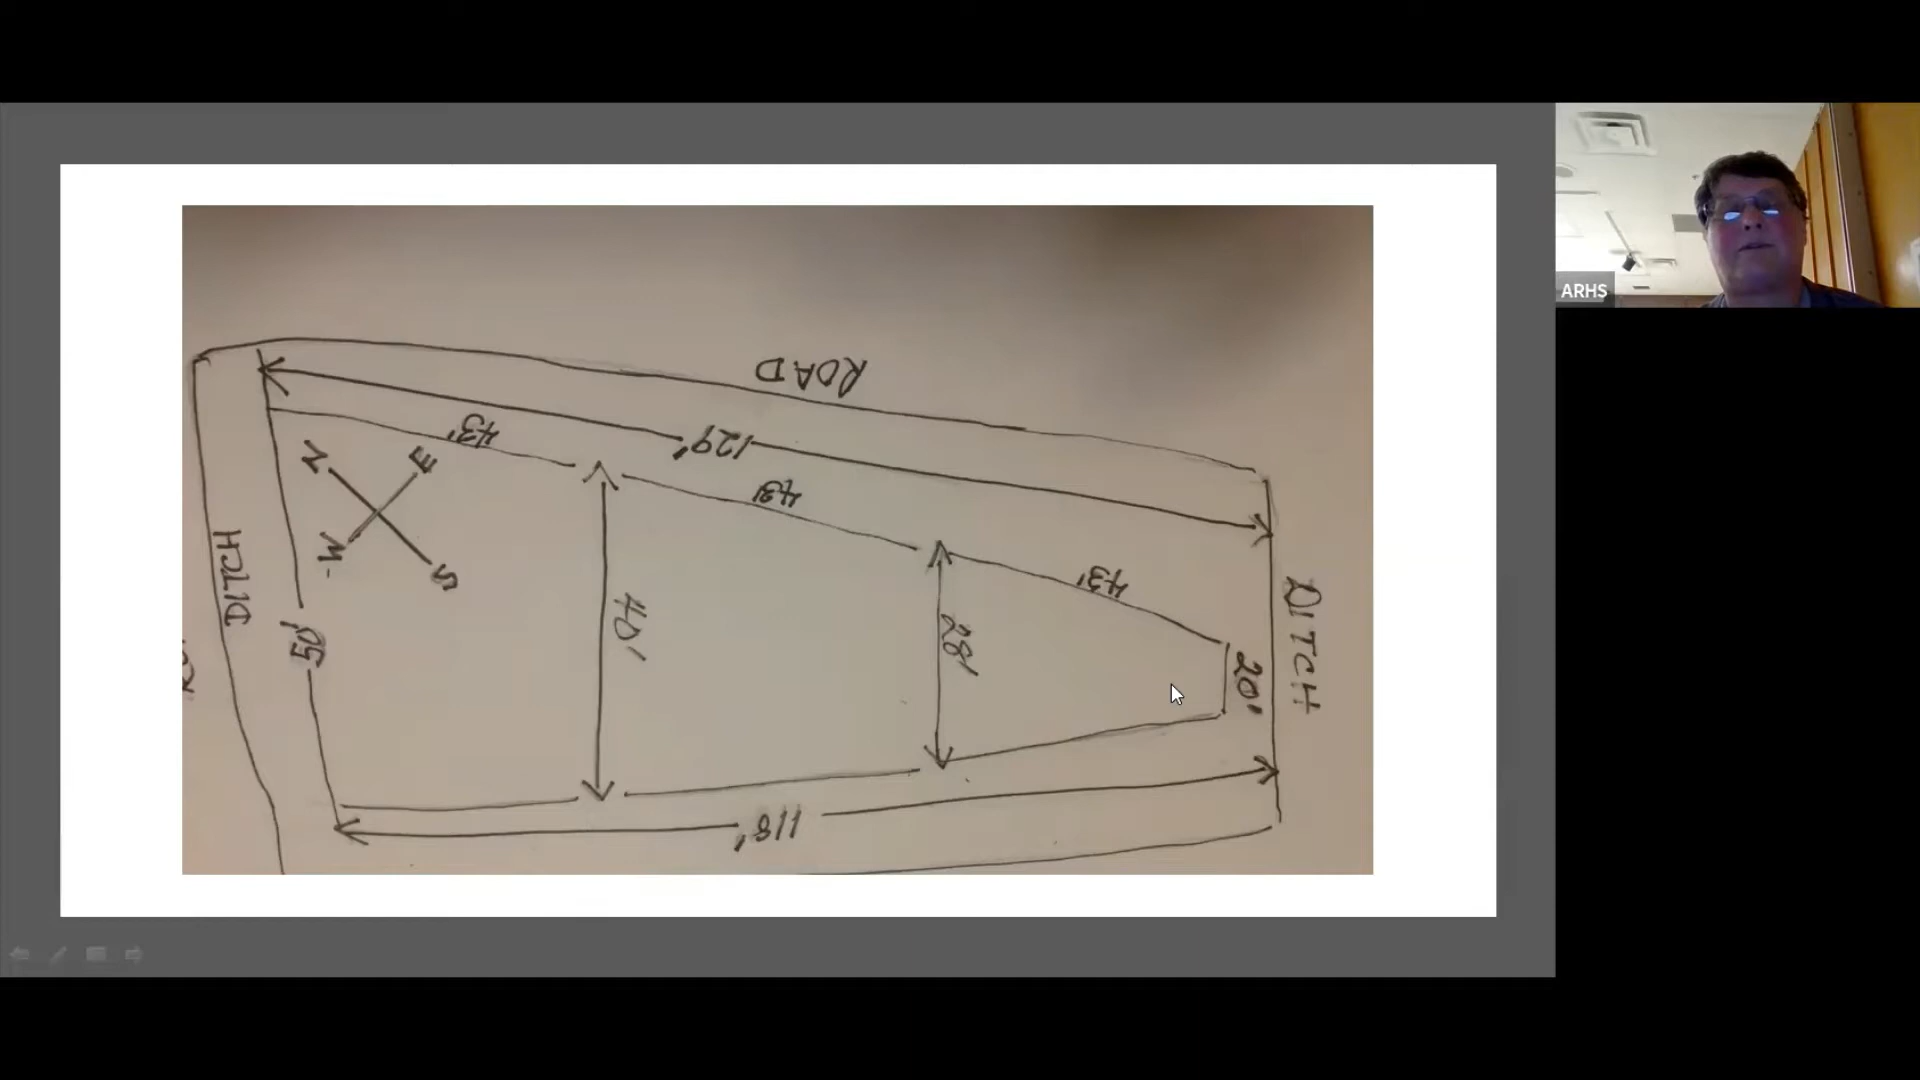 ROAD
129'
43'
43'
43'
N
E
W
S
DITCH
50'
40'
28'
20'
DITCH
118'
ARHS